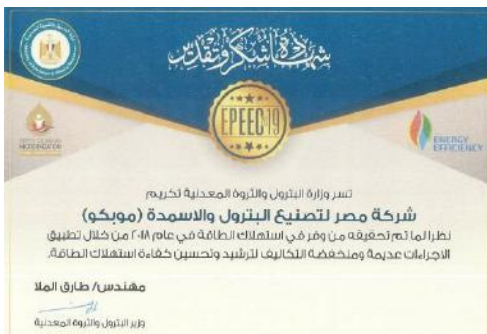 شهادة شكر وتقدير
EPEEC19
ENERGY
EFFICIENCY
تسر وزارة البترول والثروة المعدنية تكريم
شركة مصر لتصنيع البترول والاسمدة (موبكو)
نظرا لما تم تحقيقه من وفر في استهلاك الطاقة في عام ٢٠١٨ من خلال تطبيق
الاجراءات عديمة ومنخفضة التكاليف لترشيد وتحسين كفاءة استهلاك الطاقة.
مهندس/ طارق الملا
وزير البترول والثروة المعدنية